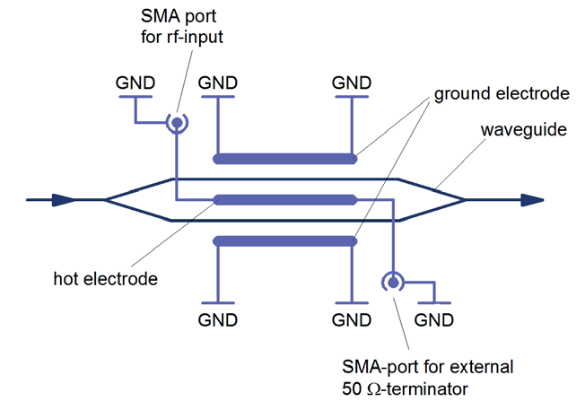 SMA port
for rf-input
GND
GND
GND
ground electrode
waveguide
hot electrode
GND
GND
GND
SMA-port for external
50 Ω-terminator